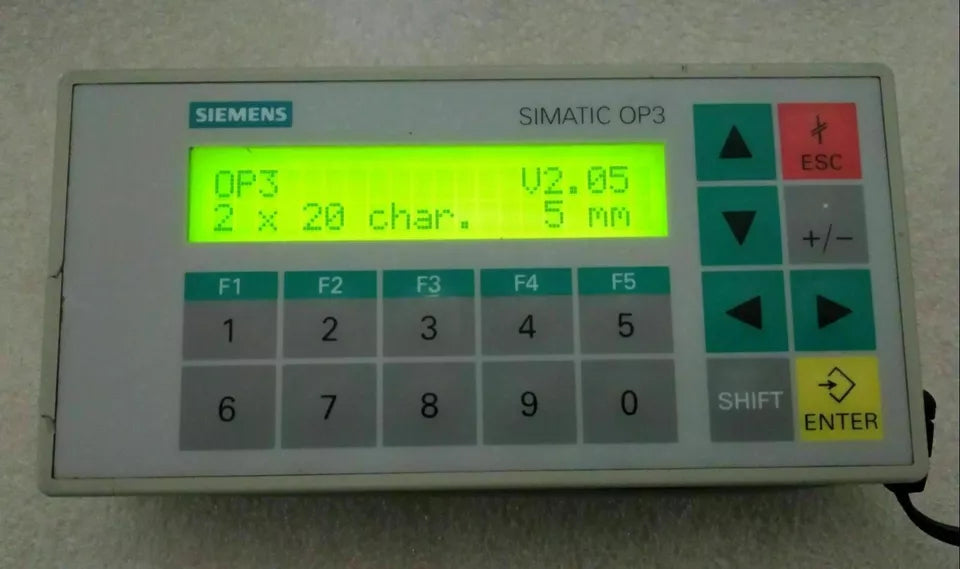 SIEMENS
SIMATIC OP3
OP3 V2.05
2 x 20 char. 5 mm
ESC
+/-
F1 F2 F3 F4 F5
1 2 3 4 5
6 7 8 9 0
SHIFT
ENTER